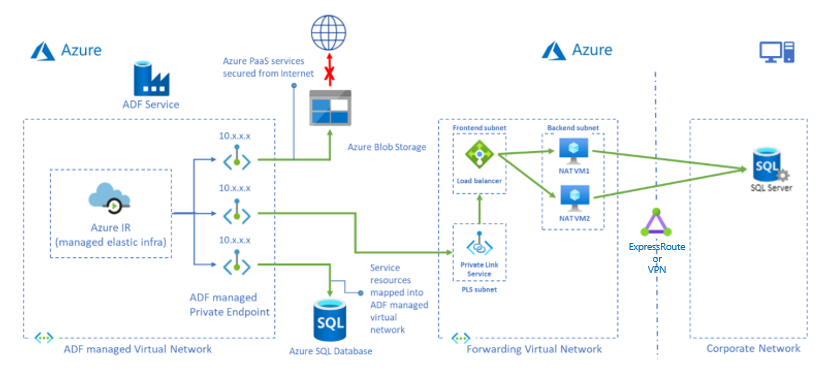 Azure
ADF Service
Azure PaaS services
secured from Internet
Azure Blob Storage
10.x.x.x
10.x.x.x
10.x.x.x
Azure IR
(managed elastic infra)
ADF managed
Private Endpoint
ADF managed Virtual Network
Service
resources
mapped into
ADF managed
virtual
network
SQL
Azure SQL Database
Azure
Frontend subnet
Load balancer
Private Link
Service
PLS subnet
Backend subnet
NAT VM1
NAT VM2
Forwarding Virtual Network
ExpressRoute
or
VPN
SQL
SQL Server
Corporate Network